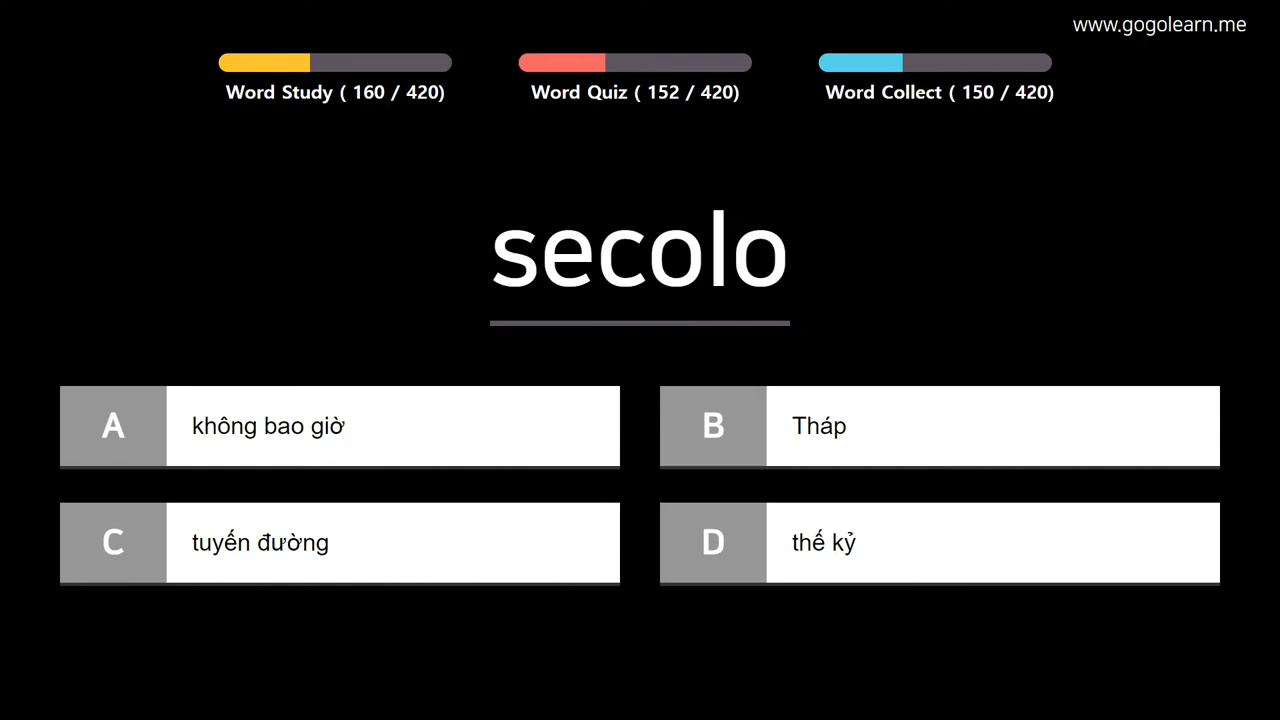 www.gogolearn.me
Word Study ( 160 / 420)
Word Quiz ( 152 / 420)
Word Collect ( 150 / 420)
secolo
A
không bao giờ
B
Tháp
C
tuyến đường
D
thế kỷ